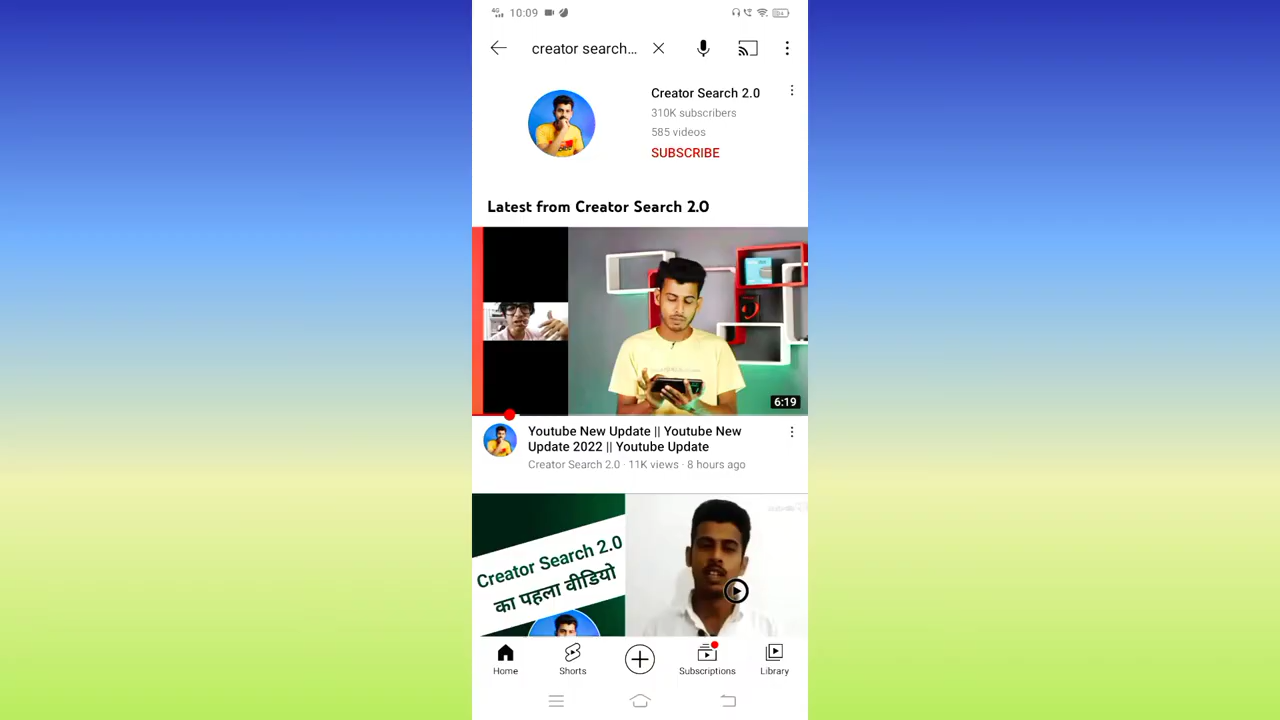 4G 10:09
creator search...
Creator Search 2.0
310K subscribers
585 videos
SUBSCRIBE
Latest from Creator Search 2.0
6:19
Youtube New Update || Youtube New
Update 2022 || Youtube Update
Creator Search 2.0 · 11K views · 8 hours ago
Creator Search 2.0
का पहला वीडियो
Home
Shorts
Subscriptions
Library